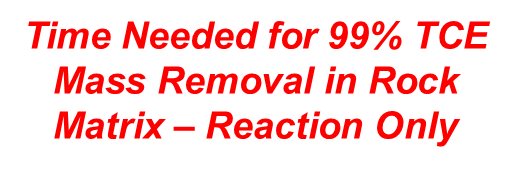 Time Needed for 99% TCE
Mass Removal in Rock
Matrix – Reaction Only